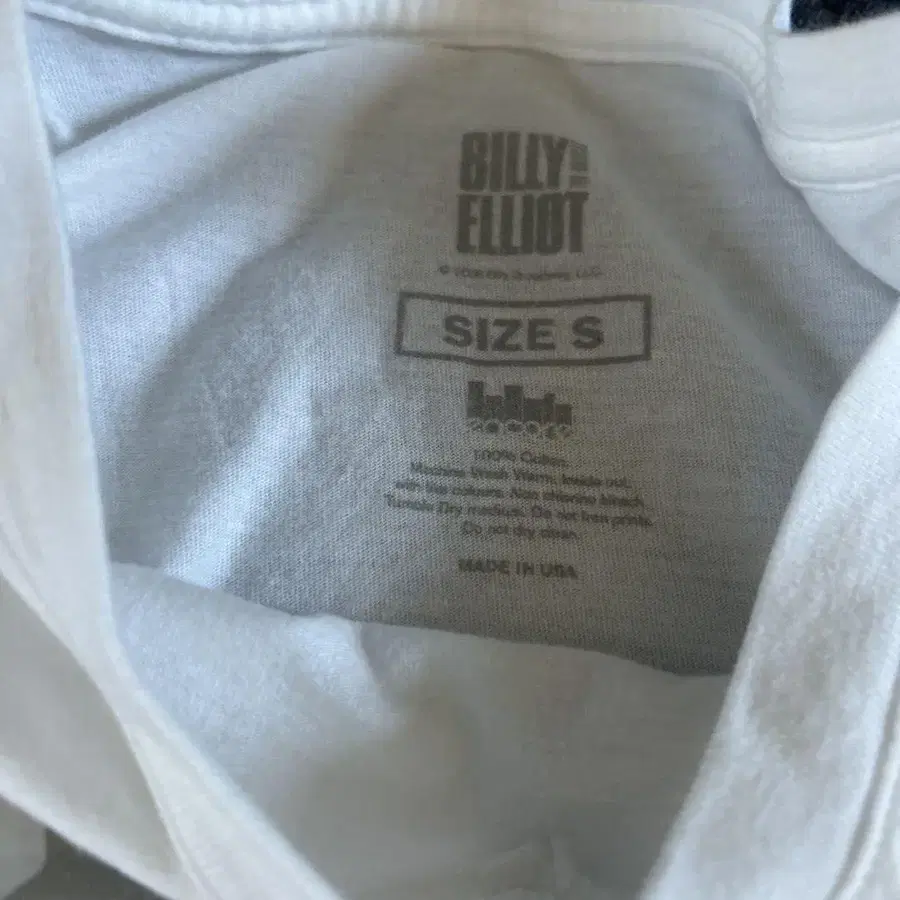 BILLY
ELLIOT
SIZE S
100% Cotton.
Machine Wash Warm, Inside out,
with like colours. Non chlorine bleach.
Tumble Dry medium. Do not iron prints.
Do not dry clean.
MADE IN USA